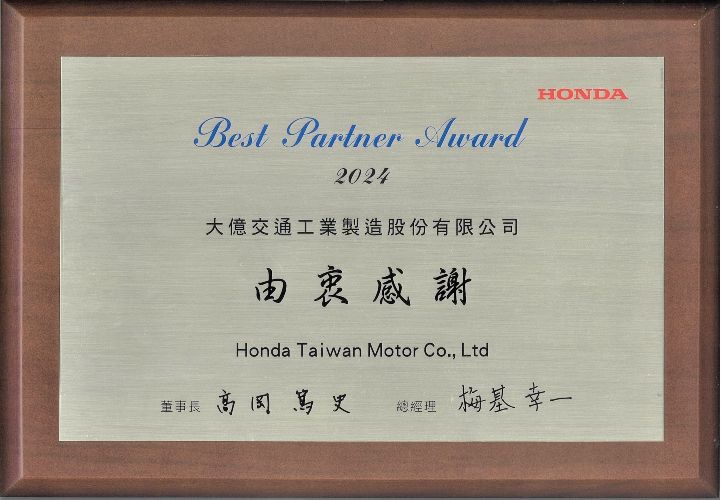 HONDA
Best Partner Award
2024
大億交通工業製造股份有限公司
由衷感謝
Honda Taiwan Motor Co., Ltd
董事長 高岡篤史 總經理 梅基幸一